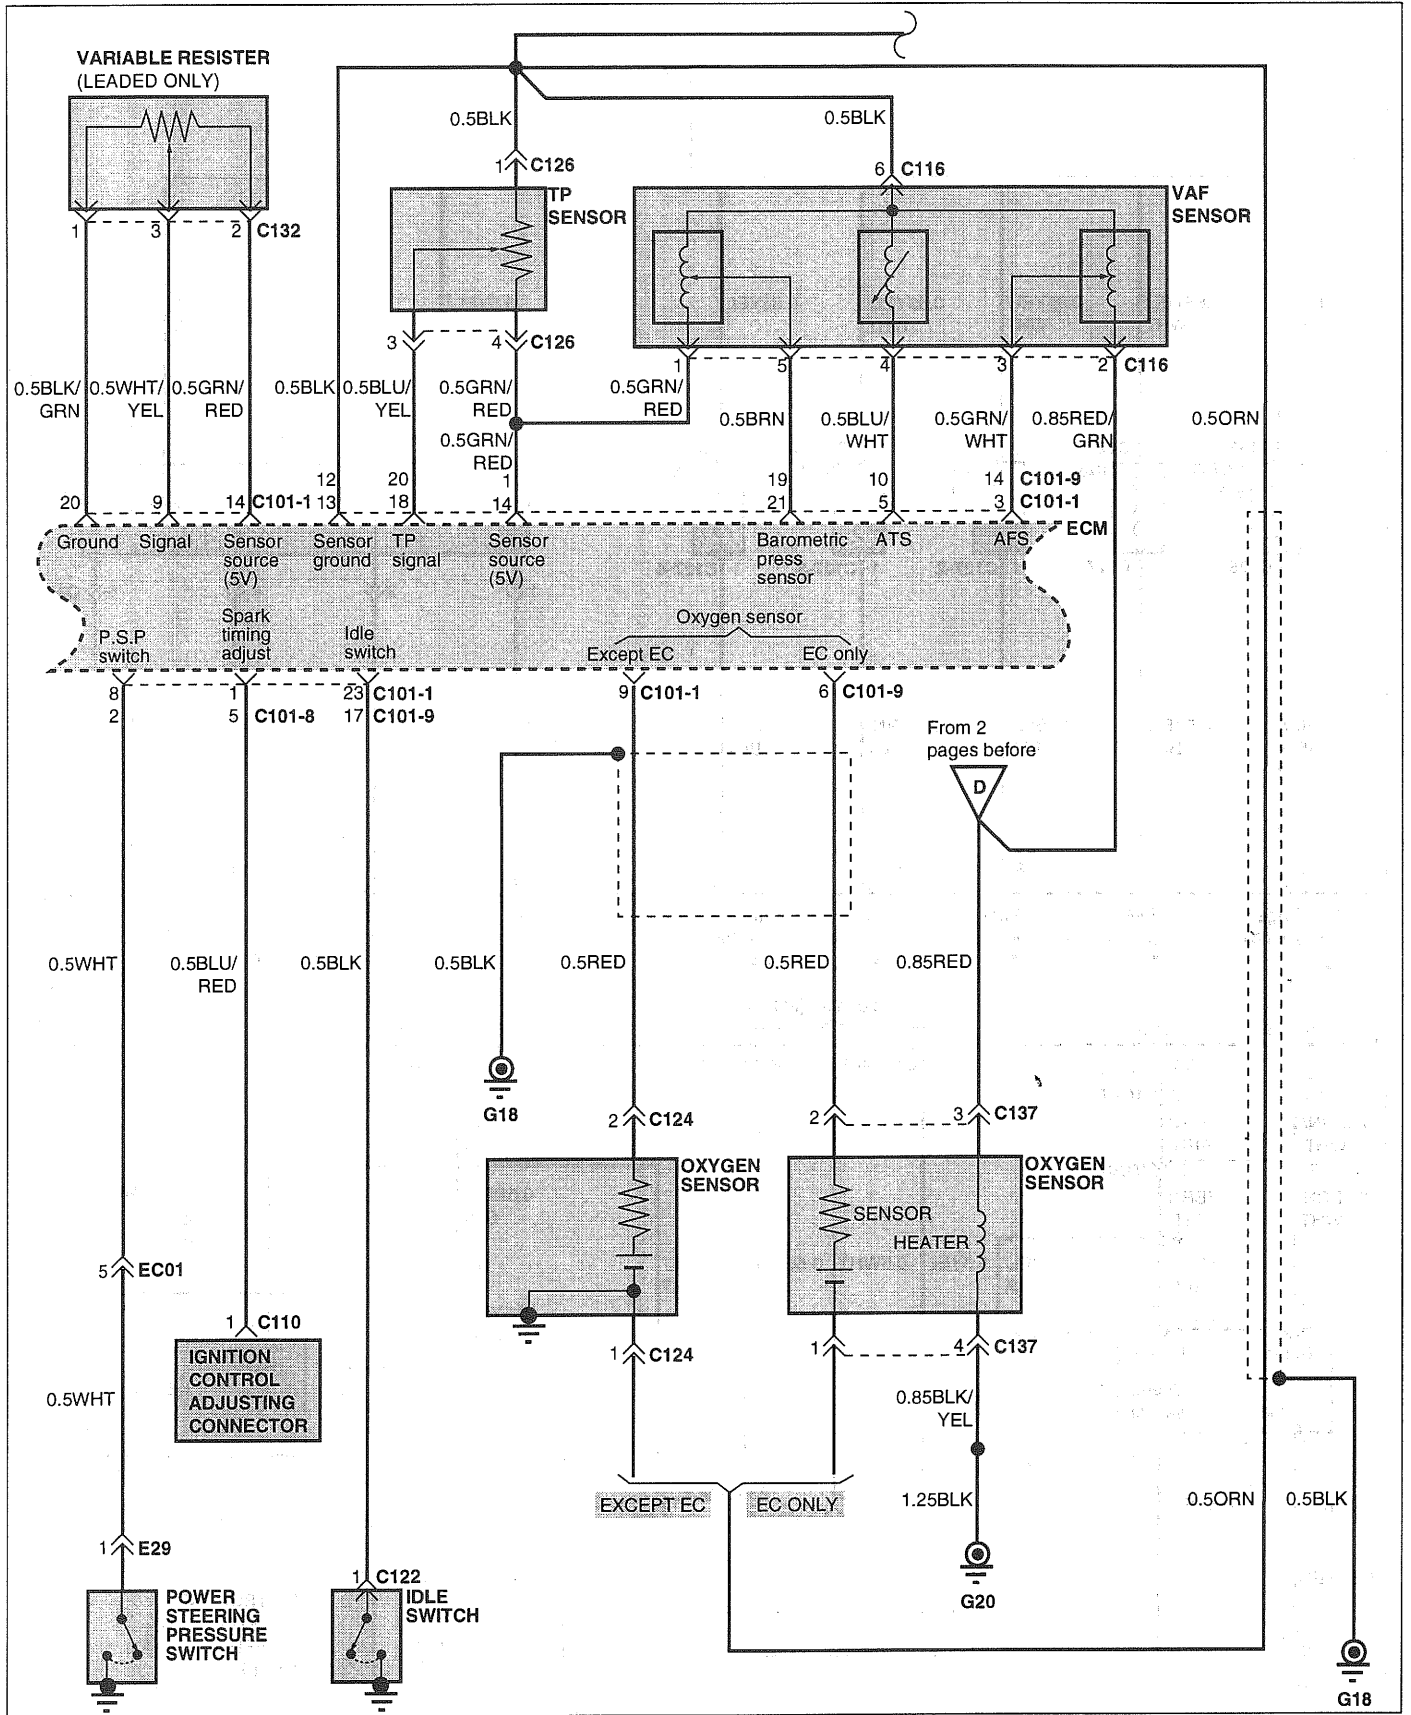 VARIABLE RESISTER
(LEADED ONLY)
0.5BLK
0.5BLK
1 C126
6 C116
TP
SENSOR
VAF
SENSOR
1 3 2 C132
3 4 C126
1 5 4 3 2 C116
0.5BLK/
GRN
0.5WHT/
YEL
0.5GRN/
RED
0.5BLK
0.5BLU/
YEL
0.5GRN/
RED
0.5GRN/
RED
0.5GRN/
RED
0.5BRN
0.5BLU/
WHT
0.5GRN/
WHT
0.85RED/
GRN
0.5ORN
12 20 1 19 10 14 C101-9
20 9 14 C101-1 13 18 14 21 5 3 C101-1
ECM
Ground
Signal
Sensor
source
(5V)
Sensor
ground
TP
signal
Sensor
source
(5V)
Barometric
press
sensor
ATS
AFS
P.S.P
switch
Spark
timing
adjust
Idle
switch
Oxygen sensor
Except EC
EC only
8 1 23 C101-1 9 C101-1 6 C101-9
2 5 C101-8 17 C101-9
From 2
pages before
D
0.5WHT
0.5BLU/
RED
0.5BLK
0.5BLK
0.5RED
0.5RED
0.85RED
G18
2 C124
2 3 C137
OXYGEN
SENSOR
OXYGEN
SENSOR
SENSOR
HEATER
5 EC01
1 C110
IGNITION
CONTROL
ADJUSTING
CONNECTOR
1 C124
1 4 C137
0.5WHT
0.85BLK/
YEL
EXCEPT EC
EC ONLY
1.25BLK
0.5ORN
0.5BLK
1 E29
1 C122
POWER
STEERING
PRESSURE
SWITCH
IDLE
SWITCH
G20
G18